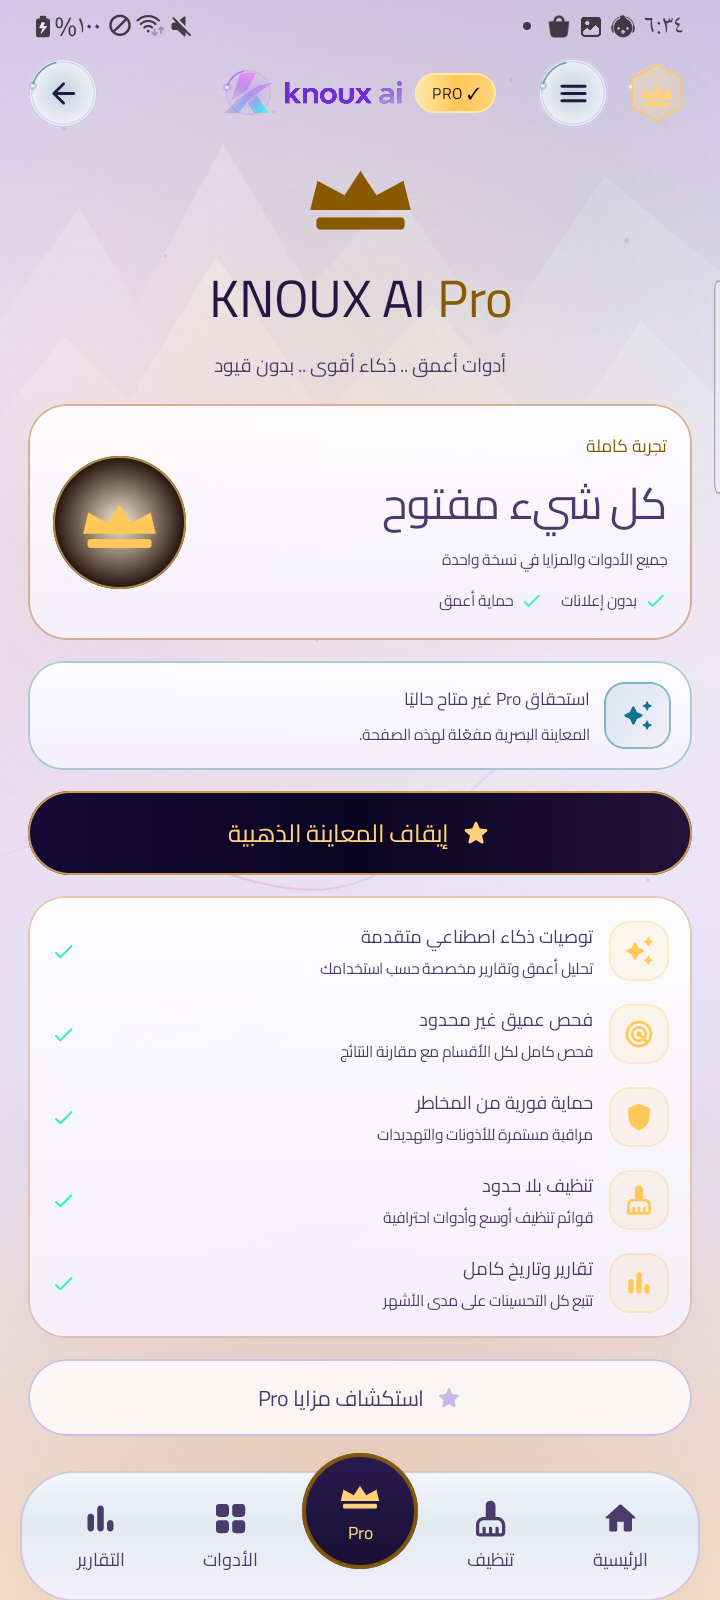 ٦:٣٤
%١٠٠
knoux ai
PRO ✓
KNOUX AI Pro
أدوات أعمق .. ذكاء أقوى .. بدون قيود
تجربة كاملة
كل شيء مفتوح
جميع الأدوات والمزايا في نسخة واحدة
بدون إعلانات
حماية أعمق
استحقاق Pro غير متاح حاليًا
المعاينة البصرية مفعّلة لهذه الصفحة.
إيقاف المعاينة الذهبية
توصيات ذكاء اصطناعي متقدمة
تحليل أعمق وتقارير مخصصة حسب استخدامك
فحص عميق غير محدود
فحص كامل لكل الأقسام مع مقارنة النتائج
حماية فورية من المخاطر
مراقبة مستمرة للأذونات والتهديدات
تنظيف بلا حدود
قوائم تنظيف أوسع وأدوات احترافية
تقارير وتاريخ كامل
تتبع كل التحسينات على مدى الأشهر
استكشاف مزايا Pro
الرئيسية
تنظيف
Pro
الأدوات
التقارير